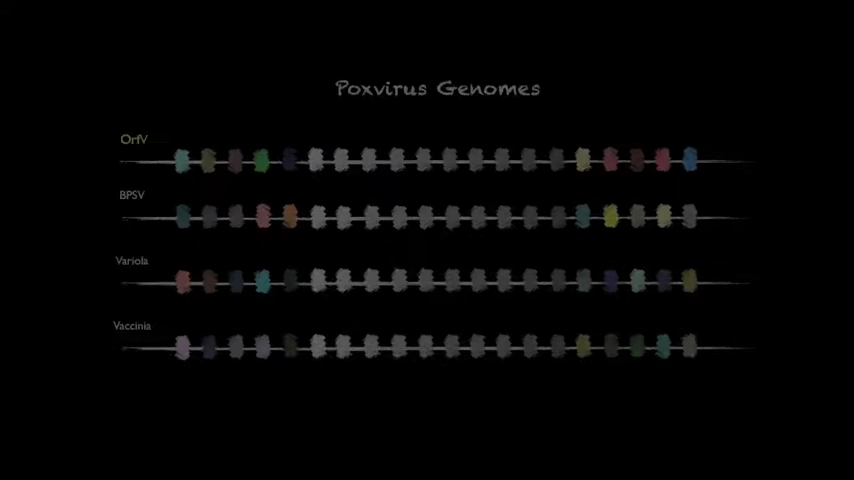 Poxvirus Genomes
OrfV
BPSV
Variola
Vaccinia